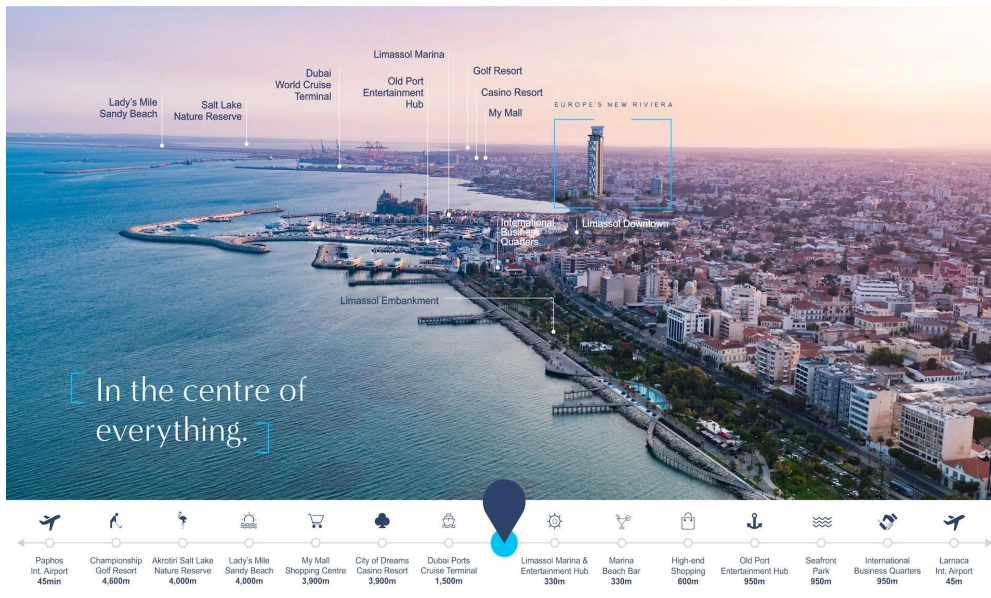 Limassol Marina
Golf Resort
Dubai
World Cruise
Terminal
Old Port
Entertainment
Hub
Casino Resort
My Mall
EUROPE'S NEW RIVIERA
Lady's Mile
Sandy Beach
Salt Lake
Nature Reserve
International
Business
Quarters
Limassol Downtown
Limassol Embankment
In the centre of
everything.
Paphos
Int. Airport
45min
Championship
Golf Resort
4,600m
Akrotiri Salt Lake
Nature Reserve
4,000m
Lady's Mile
Sandy Beach
4,000m
My Mall
Shopping Centre
3,900m
City of Dreams
Casino Resort
3,900m
Dubai Ports
Cruise Terminal
1,500m
Limassol Marina &
Entertainment Hub
330m
Marina
Beach Bar
330m
High-end
Shopping
600m
Old Port
Entertainment Hub
950m
Seafront
Park
950m
International
Business Quarters
950m
Larnaca
Int. Airport
45m